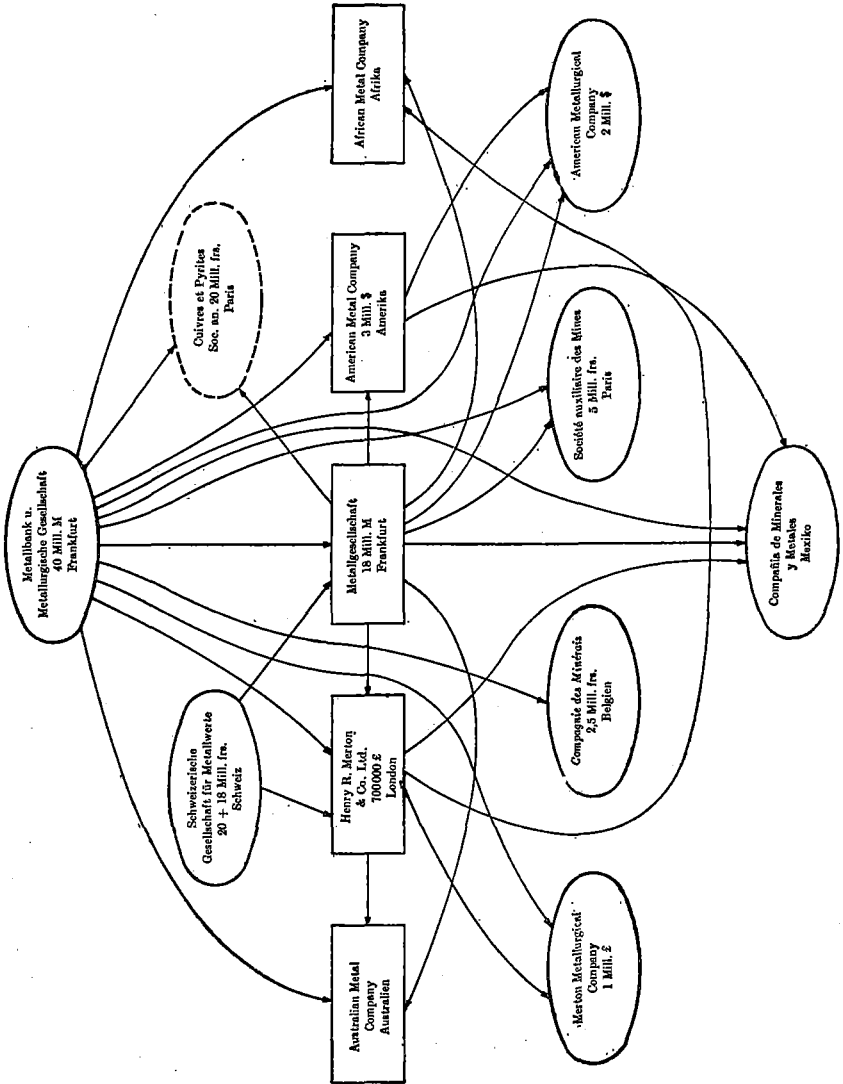 Metallbank u.
Metallurgische Gesellschaft
40 Mill. M
Frankfurt
Schweizerische
Gesellschaft für Metallwerte
20 + 18 Mill. frs.
Schweiz
Cuivres et Pyrites
Soc. an. 20 Mill. frs.
Paris
Australian Metal
Company
Australien
Henry R. Merton
& Co. Ltd.
700000 £
London
Metallgesellschaft
18 Mill. M
Frankfurt
American Metal Company
3 Mill. $
Amerika
African Metal Company
Afrika
Merton Metallurgical
Company
1 Mill. £
Compagnie des Minérais
2,5 Mill. frs.
Belgien
Société auxiliaire des Mines
5 Mill. frs.
Paris
American Metallurgical
Company
2 Mill. $
Compañia de Minerales
y Metales
Mexiko